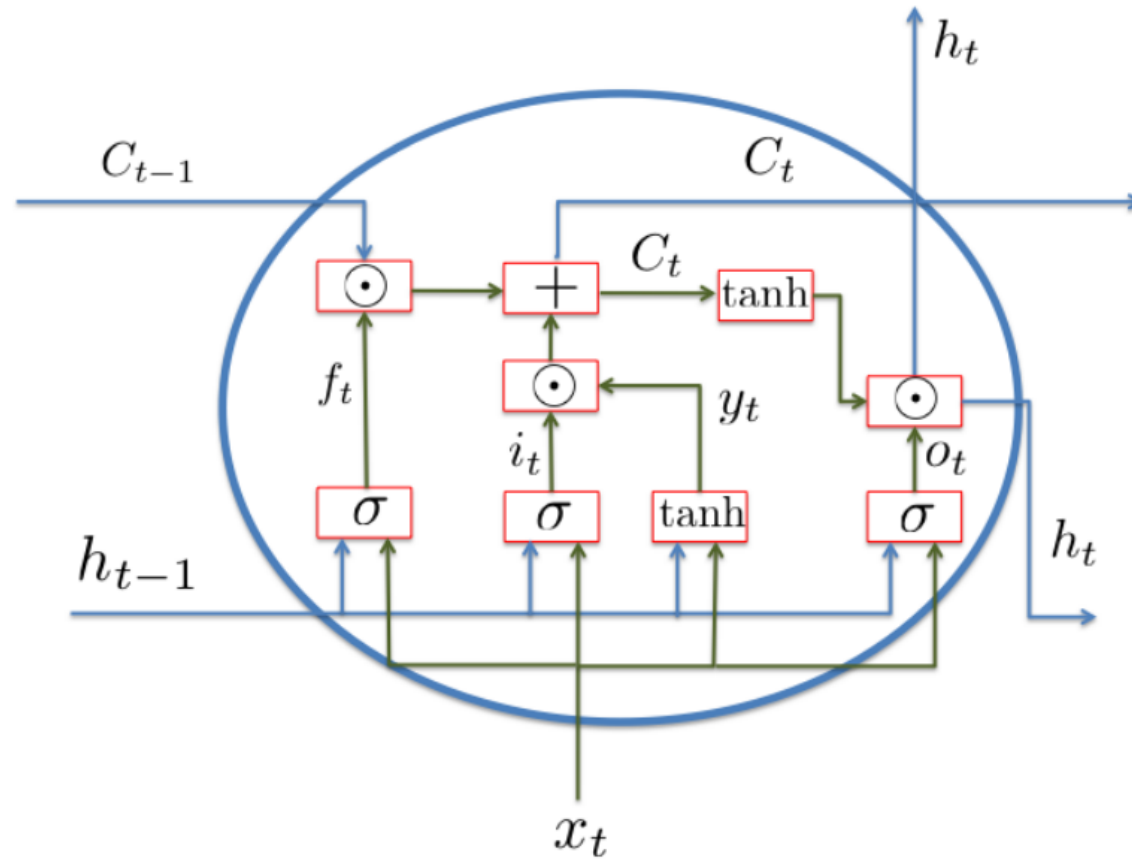 h_t
C_{t-1}
C_t
⊙
+
C_t
tanh
f_t
⊙
y_t
⊙
i_t
o_t
σ
σ
tanh
σ
h_{t-1}
h_t
x_t